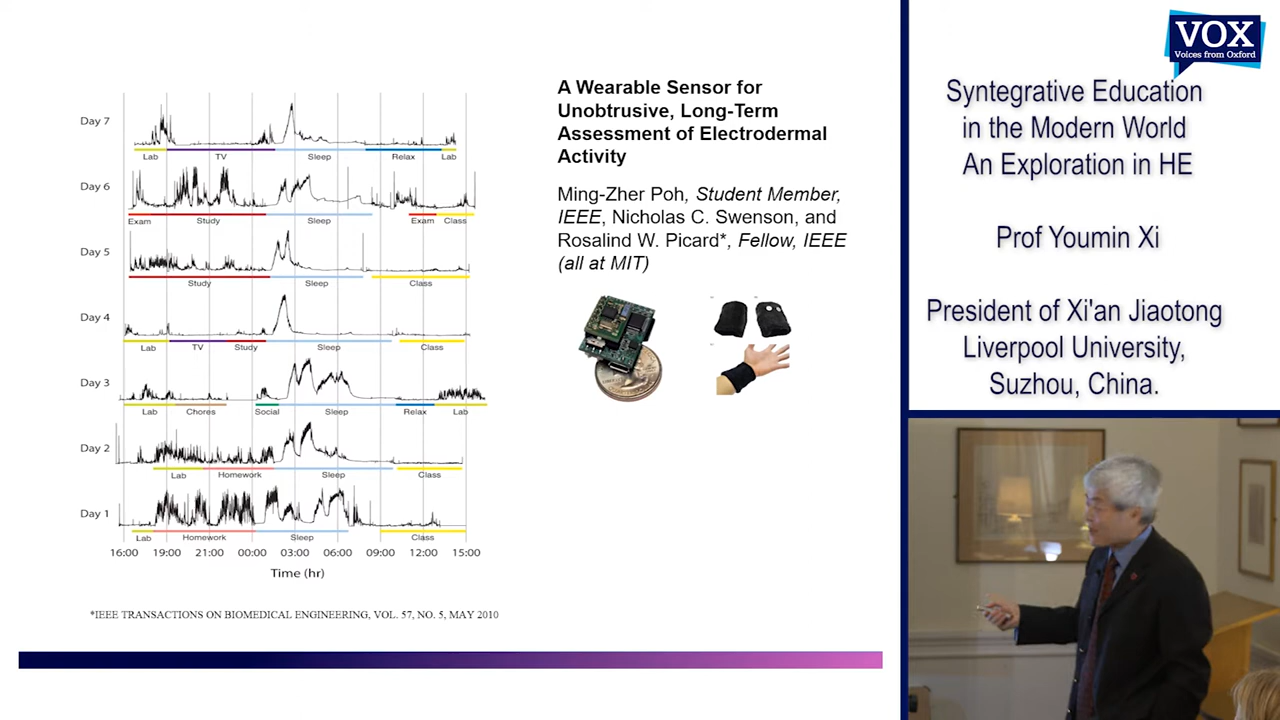 Day 7
Lab
TV
Sleep
Relax
Lab
Day 6
Exam
Study
Sleep
Exam
Class
Day 5
Study
Sleep
Class
Day 4
Lab
TV
Study
Sleep
Class
Day 3
Lab
Chores
Social
Sleep
Relax
Lab
Day 2
Lab
Homework
Sleep
Class
Day 1
Lab
Homework
Sleep
Class
16:00 19:00 21:00 00:00 03:00 06:00 09:00 12:00 15:00
Time (hr)
*IEEE TRANSACTIONS ON BIOMEDICAL ENGINEERING, VOL. 57, NO. 5, MAY 2010
A Wearable Sensor for
Unobtrusive, Long-Term
Assessment of Electrodermal
Activity
Ming-Zher Poh, Student Member,
IEEE, Nicholas C. Swenson, and
Rosalind W. Picard*, Fellow, IEEE
(all at MIT)
VOX
Voices from Oxford
Syntegrative Education
in the Modern World
An Exploration in HE
Prof Youmin Xi
President of Xi'an Jiaotong
Liverpool University,
Suzhou, China.